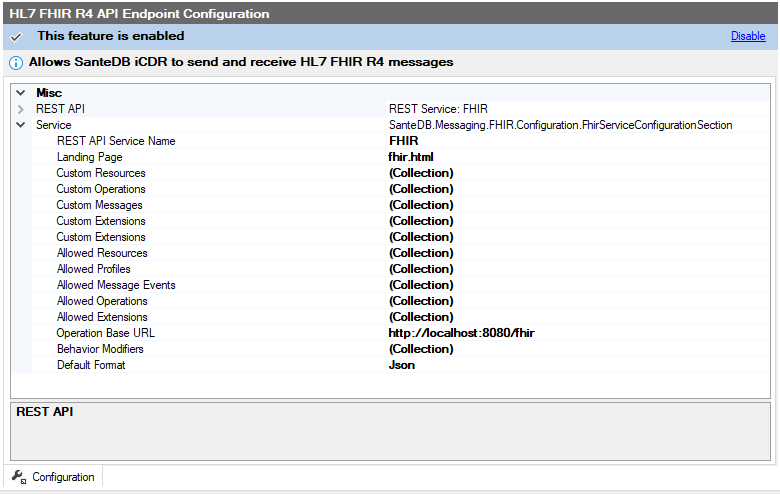 HL7 FHIR R4 API Endpoint Configuration
This feature is enabled Disable
Allows SanteDB iCDR to send and receive HL7 FHIR R4 messages
Misc
REST API REST Service: FHIR
Service SanteDB.Messaging.FHIR.Configuration.FhirServiceConfigurationSection
REST API Service Name FHIR
Landing Page fhir.html
Custom Resources (Collection)
Custom Operations (Collection)
Custom Messages (Collection)
Custom Extensions (Collection)
Custom Extensions (Collection)
Allowed Resources (Collection)
Allowed Profiles (Collection)
Allowed Message Events (Collection)
Allowed Operations (Collection)
Allowed Extensions (Collection)
Operation Base URL http://localhost:8080/fhir
Behavior Modifiers (Collection)
Default Format Json
REST API
Configuration